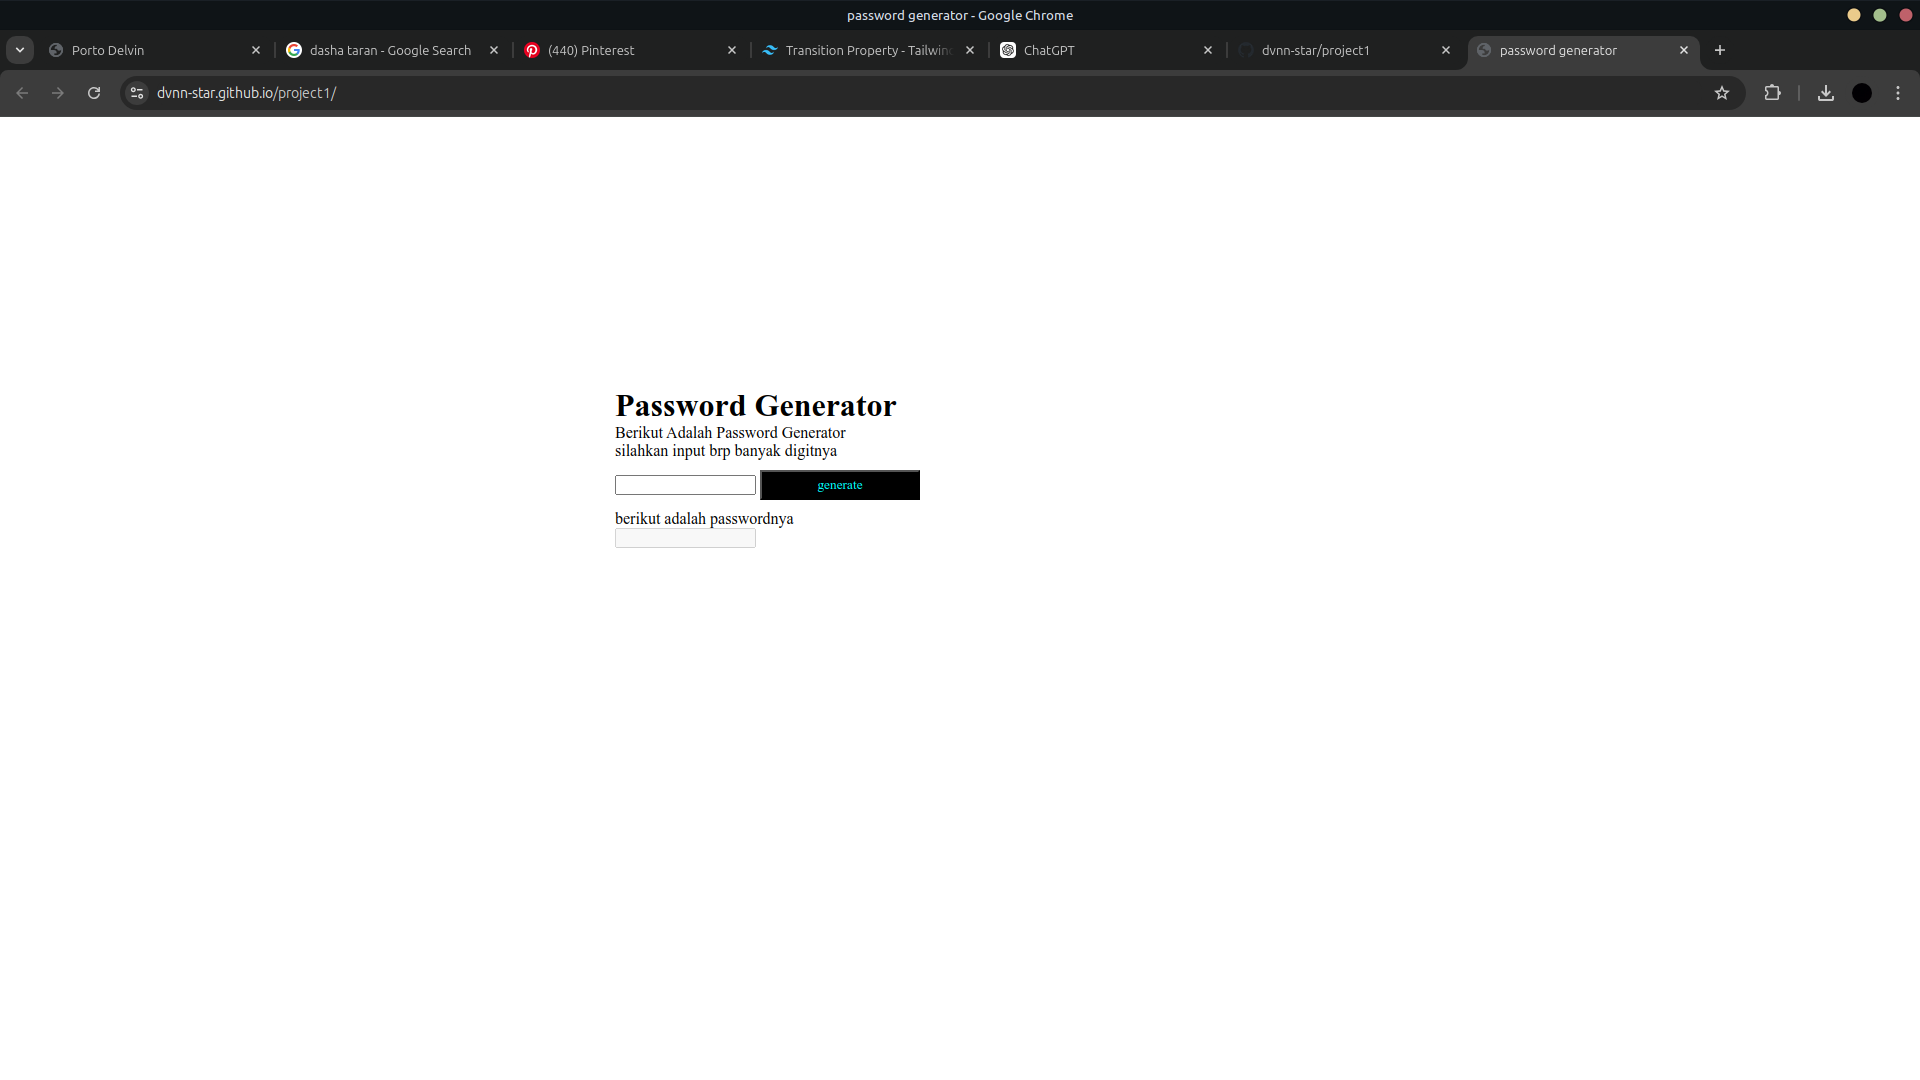 password generator - Google Chrome
Porto Delvin
dasha taran - Google Search
(440) Pinterest
Transition Property - Tailwind
ChatGPT
dvnn-star/project1
password generator
dvnn-star.github.io/project1/
Password Generator
Berikut Adalah Password Generator
silahkan input brp banyak digitnya
generate
berikut adalah passwordnya